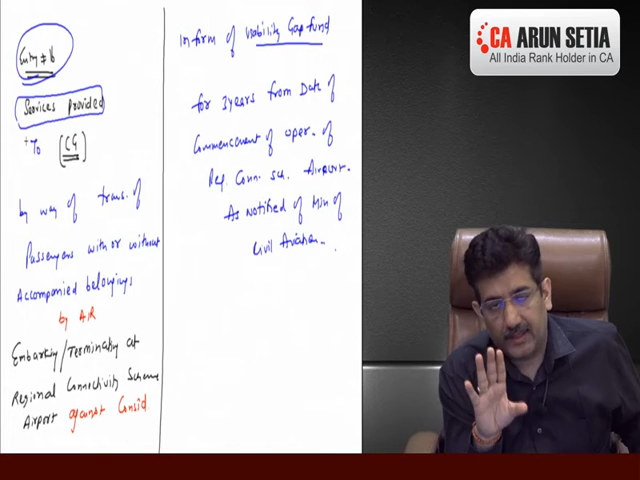 Entry # 16
Services provided
To [CG]
by way of trans. of
Passengers with or without
Accompanied belongings
by AIR
Embarking/Terminating at
Regional Connectivity Scheme
Airport against Consid.
In form of Viability Gap fund
for 3 years from Date of
Commencement of oper. of
Reg. Conn. sch. Airport.
As notified of Min of
Civil Aviation.
CA ARUN SETIA
All India Rank Holder in CA